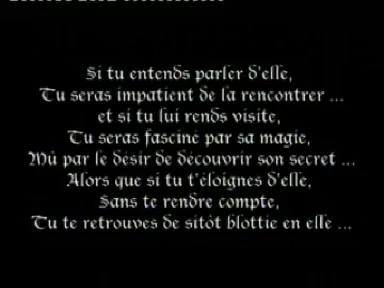 Si tu entends parler d'elle,
Tu seras impatient de la rencontrer ...
et si tu lui rends visite,
Tu seras fasciné par sa magie,
Mû par le désir de découvrir son secret ...
Alors que si tu t'éloignes d'elle,
Sans te rendre compte,
Tu te retrouves de sitôt blottie en elle ...